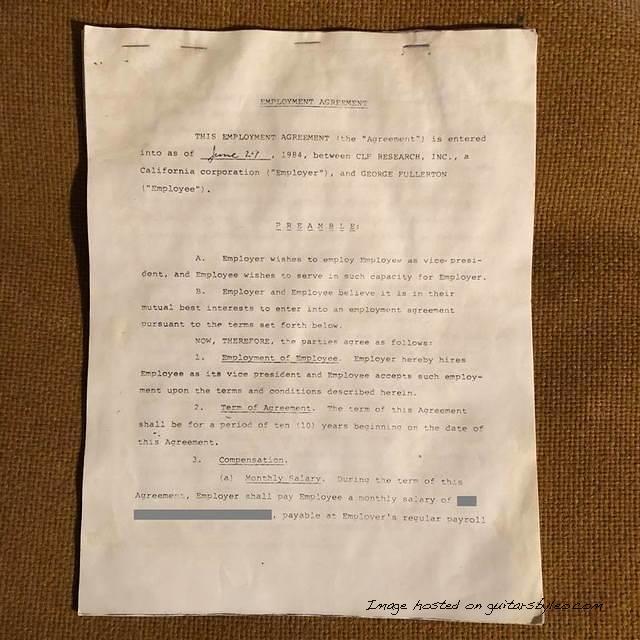 EMPLOYMENT AGREEMENT
THIS EMPLOYMENT AGREEMENT (the "Agreement") is entered
into as of June 29, 1984, between CLF RESEARCH, INC., a
California corporation ("Employer"), and GEORGE FULLERTON
("Employee").
P R E A M B L E:
A. Employer wishes to employ Employee as vice presi-
dent, and Employee wishes to serve in such capacity for Employer.
B. Employer and Employee believe it is in their
mutual best interests to enter into an employment agreement
pursuant to the terms set forth below.
NOW, THEREFORE, the parties agree as follows:
1. Employment of Employee. Employer hereby hires
Employee as its vice president and Employee accepts such employ-
ment upon the terms and conditions described herein.
2. Term of Agreement. The term of this Agreement
shall be for a period of ten (10) years beginning on the date of
this Agreement.
3. Compensation.
(a) Monthly Salary. During the term of this
Agreement, Employer shall pay Employee a monthly salary of
, payable at Employer's regular payroll
Image hosted on guitarstyles.com